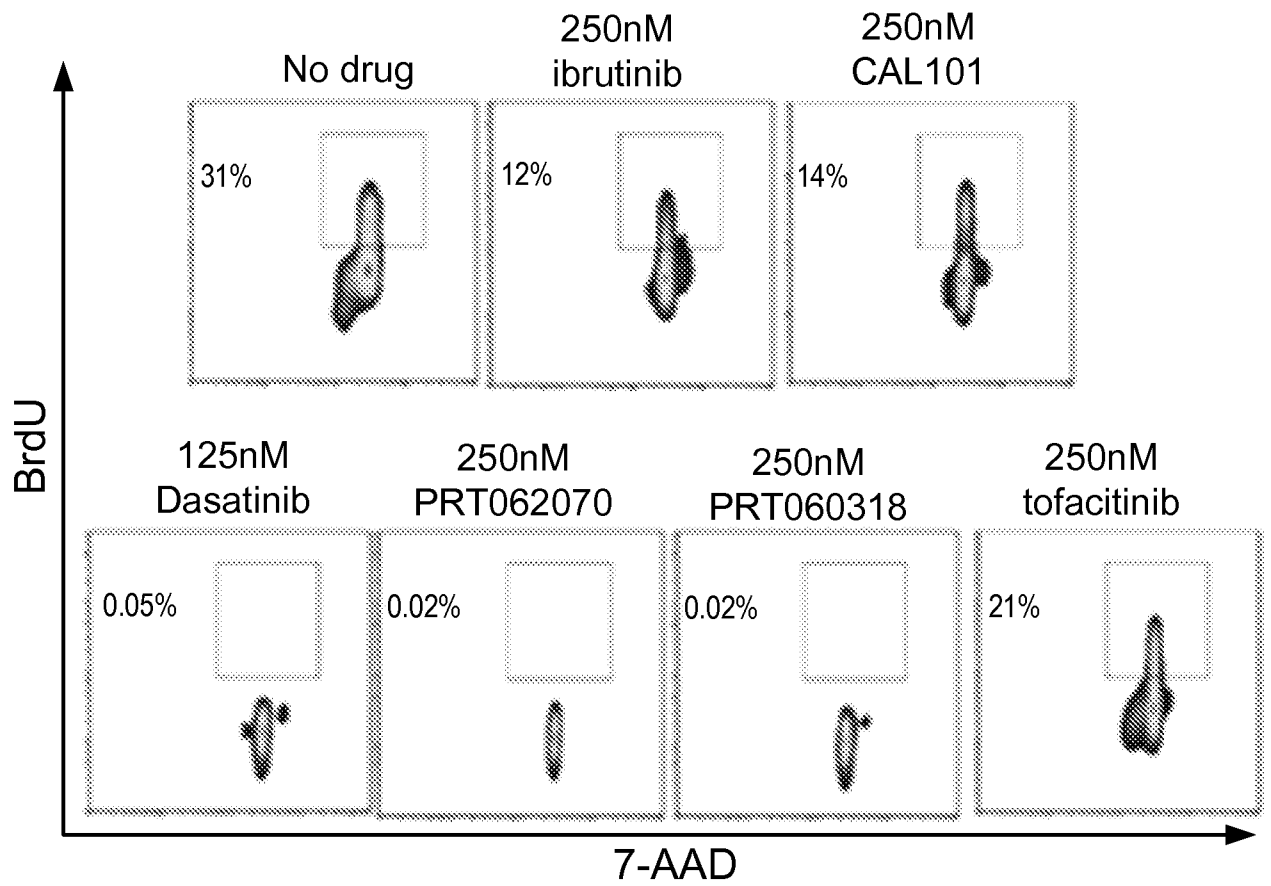 No drug
250nM
ibrutinib
250nM
CAL101
31%
12%
14%
BrdU
125nM
Dasatinib
250nM
PRT062070
250nM
PRT060318
250nM
tofacitinib
0.05%
0.02%
0.02%
21%
7-AAD